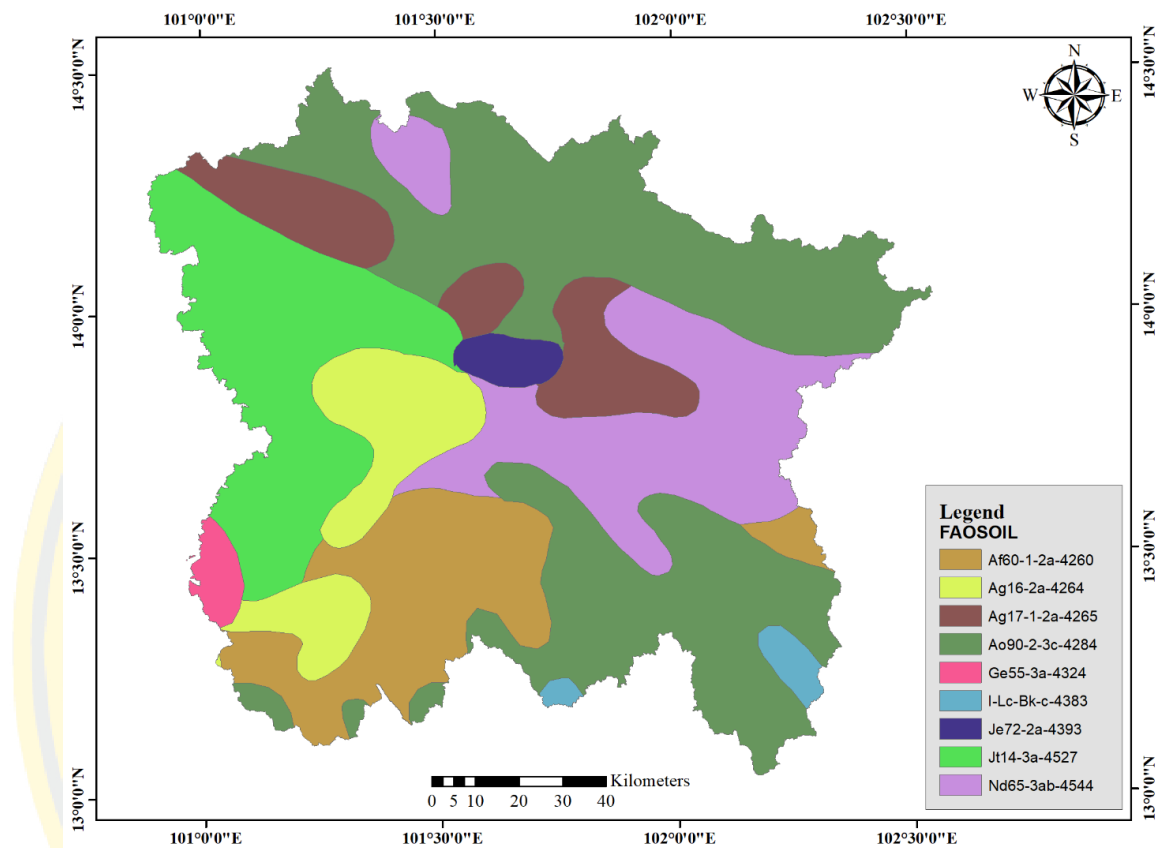 101°0'0"E 101°30'0"E 102°0'0"E 102°30'0"E
14°30'0"N 14°30'0"N
N
W E
S
14°0'0"N 14°0'0"N
13°30'0"N 13°30'0"N
13°0'0"N 13°0'0"N
Legend
FAOSOIL
Af60-1-2a-4260
Ag16-2a-4264
Ag17-1-2a-4265
Ao90-2-3c-4284
Ge55-3a-4324
I-Lc-Bk-c-4383
Je72-2a-4393
Jt14-3a-4527
Nd65-3ab-4544
Kilometers
0 5 10 20 30 40
101°0'0"E 101°30'0"E 102°0'0"E 102°30'0"E